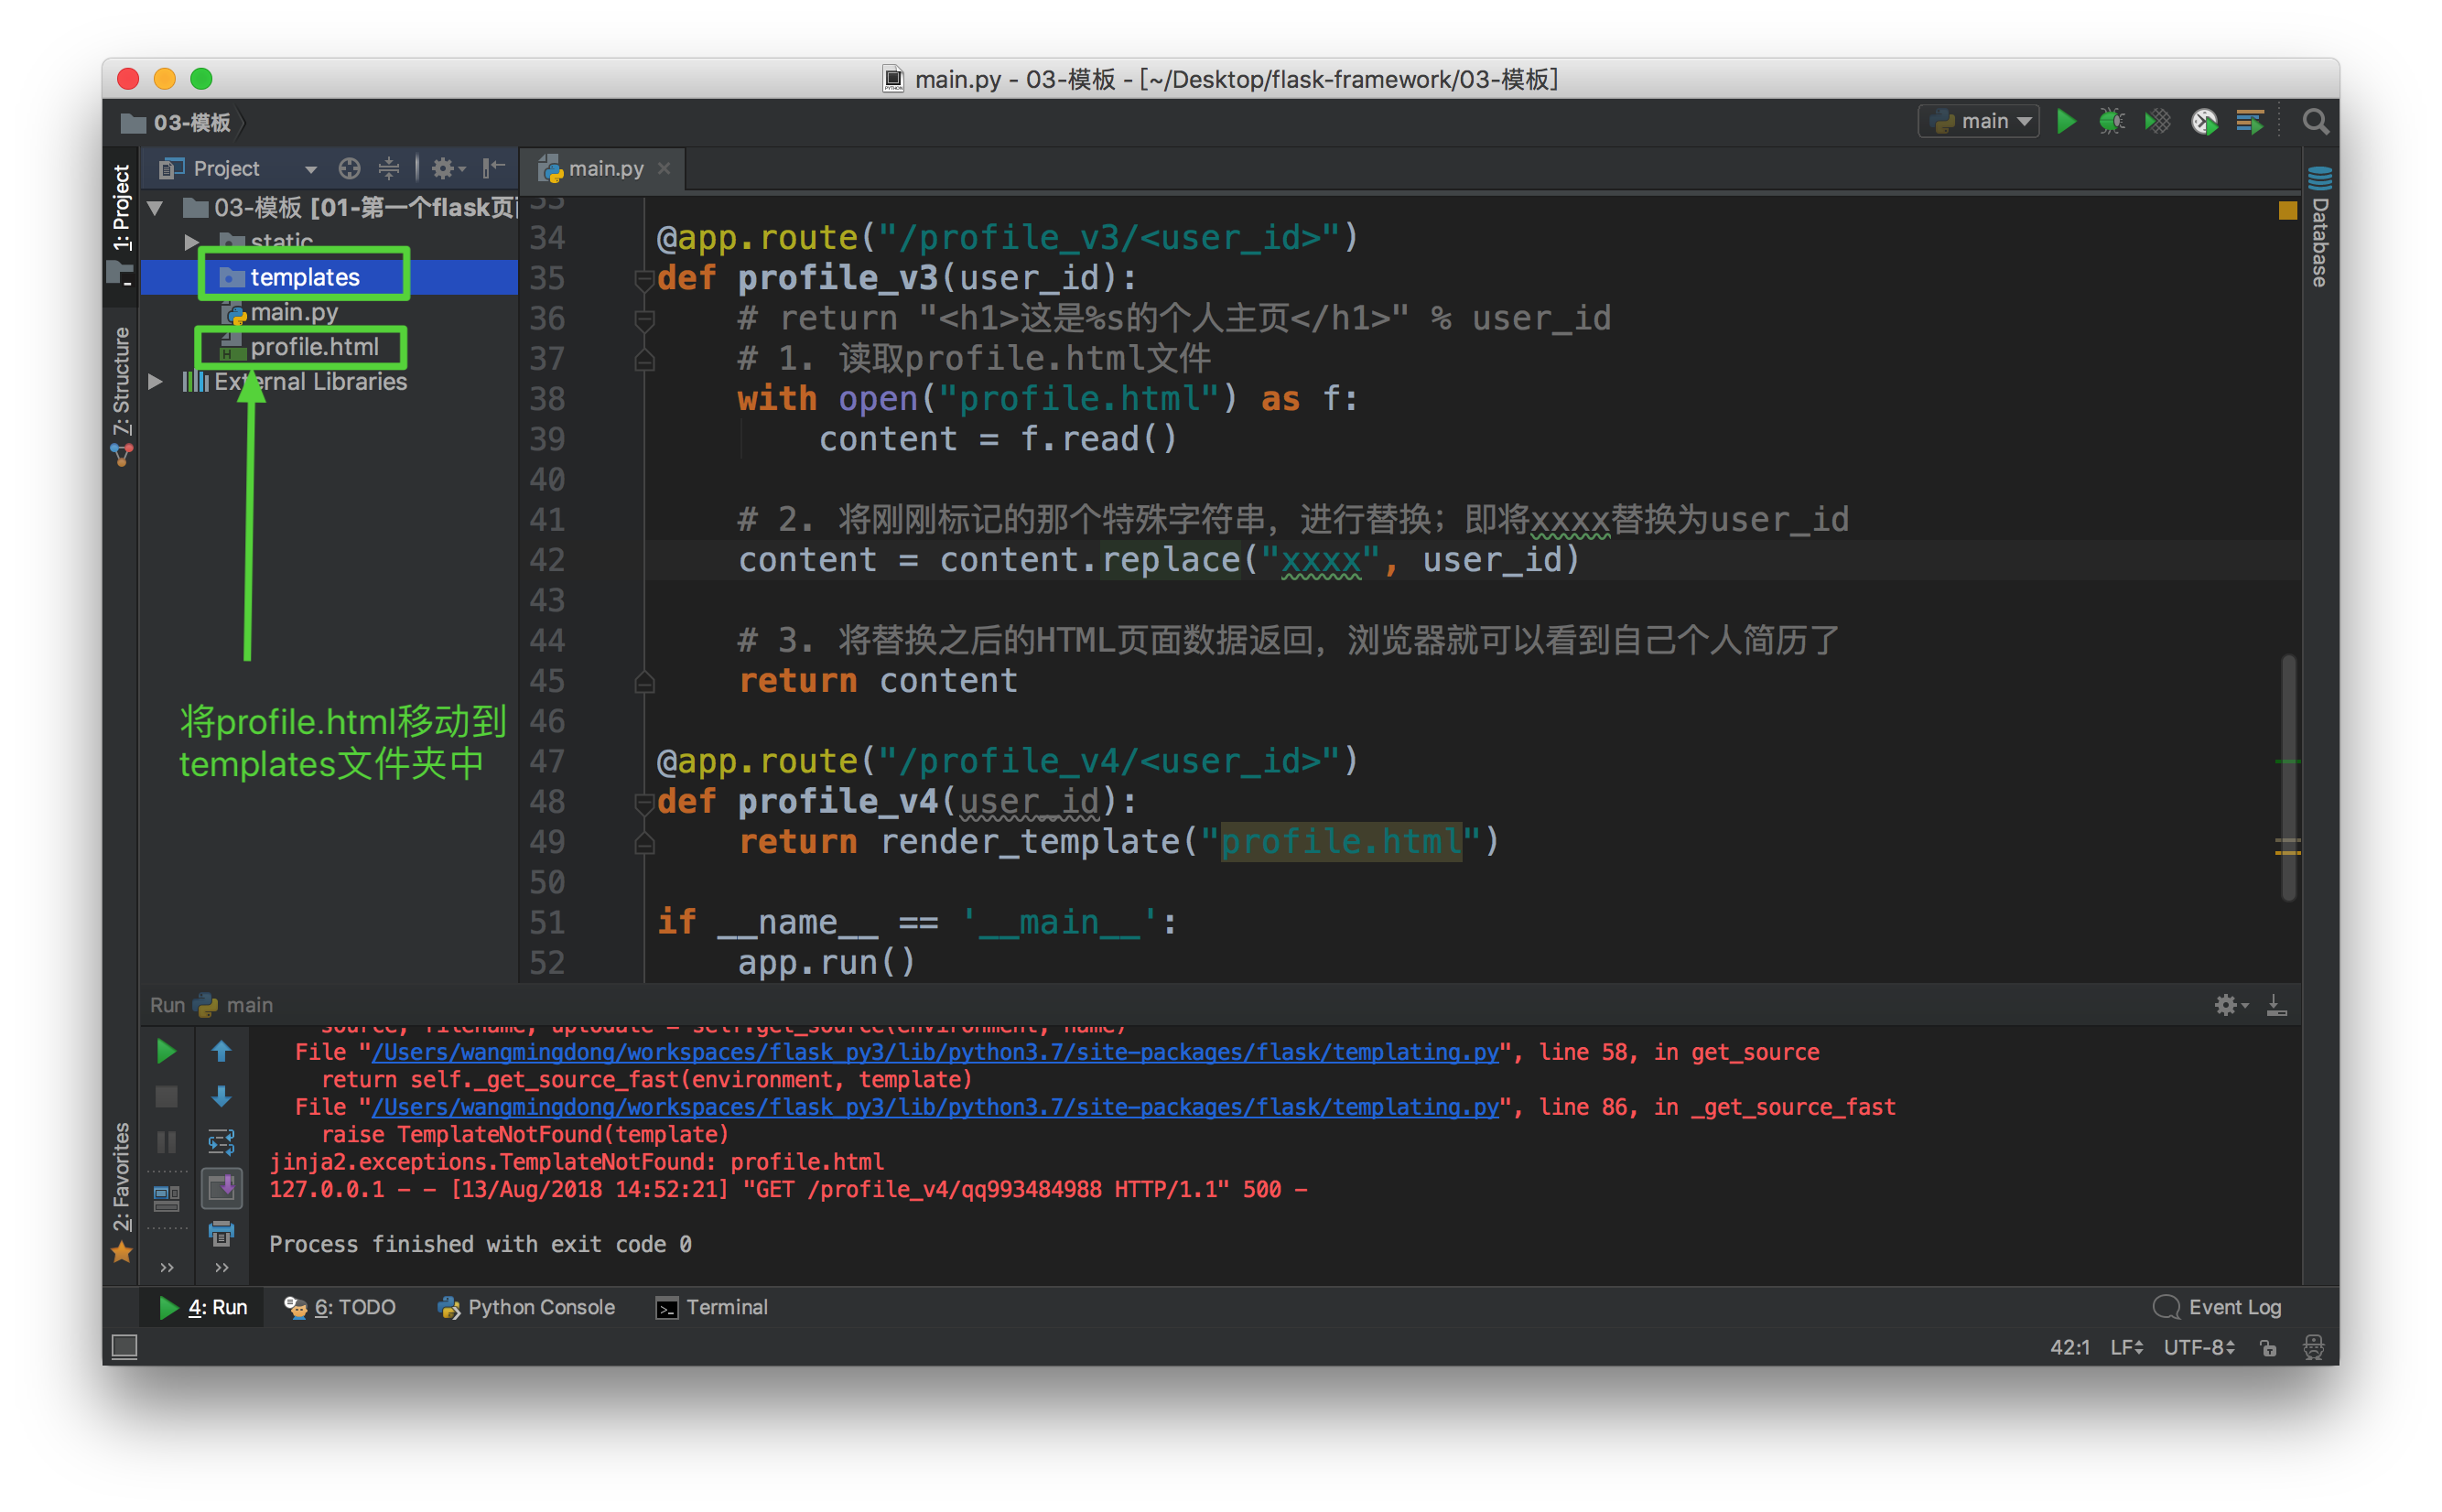 main.py - 03-模板 - [~/Desktop/flask-framework/03-模板]
03-模板
main
Project
main.py
1: Project
7: Structure
2: Favorites
Database
03-模板 [01-第一个flask页
static
templates
main.py
profile.html
External Libraries
将profile.html移动到
templates文件夹中
33
34 @app.route("/profile_v3/<user_id>")
35 def profile_v3(user_id):
36 # return "<h1>这是%s的个人主页</h1>" % user_id
37 # 1. 读取profile.html文件
38 with open("profile.html") as f:
39 content = f.read()
40
41 # 2. 将刚刚标记的那个特殊字符串，进行替换；即将xxxx替换为user_id
42 content = content.replace("xxxx", user_id)
43
44 # 3. 将替换之后的HTML页面数据返回，浏览器就可以看到自己个人简历了
45 return content
46
47 @app.route("/profile_v4/<user_id>")
48 def profile_v4(user_id):
49 return render_template("profile.html")
50
51 if __name__ == '__main__':
52 app.run()
Run main
source, filename, uptodate = self.get_source(environment, name)
File "/Users/wangmingdong/workspaces/flask_py3/lib/python3.7/site-packages/flask/templating.py", line 58, in get_source
return self._get_source_fast(environment, template)
File "/Users/wangmingdong/workspaces/flask_py3/lib/python3.7/site-packages/flask/templating.py", line 86, in _get_source_fast
raise TemplateNotFound(template)
jinja2.exceptions.TemplateNotFound: profile.html
127.0.0.1 - - [13/Aug/2018 14:52:21] "GET /profile_v4/qq993484988 HTTP/1.1" 500 -
Process finished with exit code 0
4: Run
6: TODO
Python Console
Terminal
Event Log
42:1 LF UTF-8